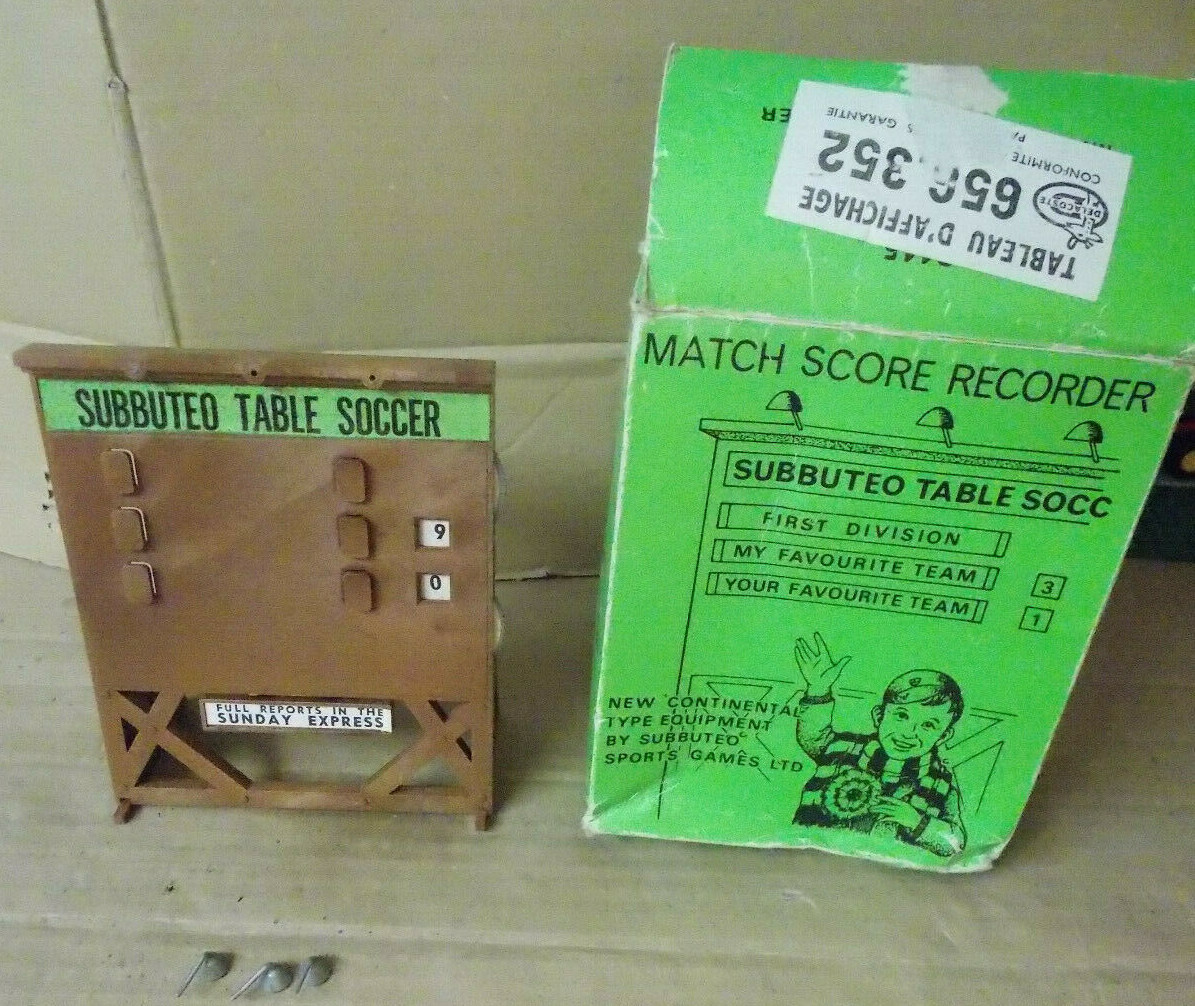 SUBBUTEO TABLE SOCCER
9
0
FULL REPORTS IN THE
SUNDAY EXPRESS
TABLEAU D'AFFICHAGE
656.352
DELACOSTE
CONFORMITE
GARANTIE
MATCH SCORE RECORDER
SUBBUTEO TABLE SOCC
FIRST DIVISION
MY FAVOURITE TEAM
3
YOUR FAVOURITE TEAM
1
NEW CONTINENTAL
TYPE EQUIPMENT
BY SUBBUTEO
SPORTS GAMES LTD